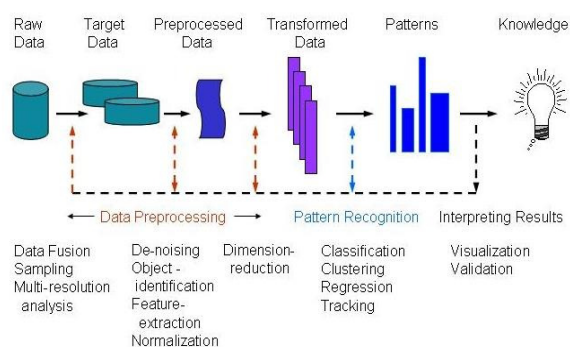 Raw Data
Target Data
Preprocessed Data
Transformed Data
Patterns
Knowledge
Data Preprocessing
Pattern Recognition
Interpreting Results
Data Fusion
Sampling
Multi-resolution
analysis
De-noising
Object -
identification
Feature-
extraction
Normalization
Dimension-
reduction
Classification
Clustering
Regression
Tracking
Visualization
Validation